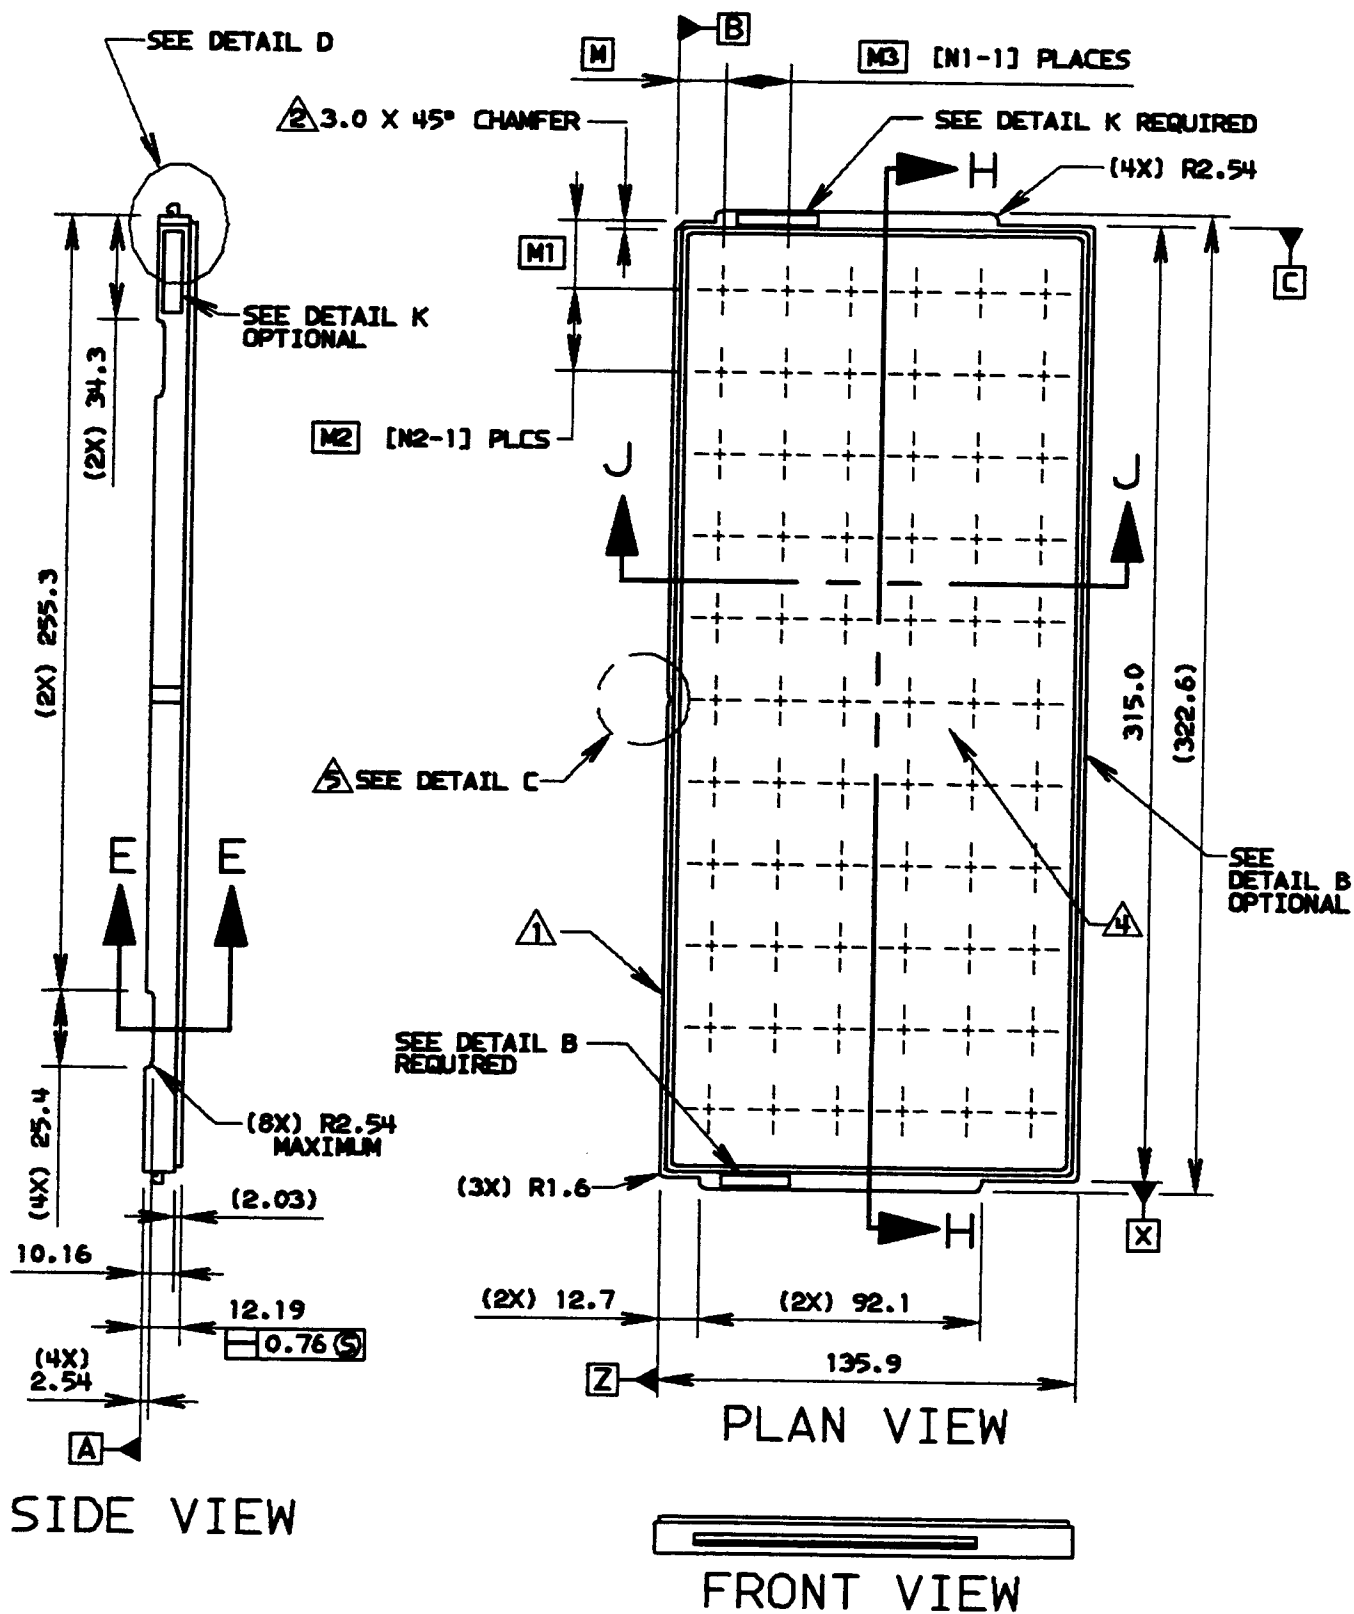 SEE DETAIL D
B
M
M3 [N1-1] PLACES
2 3.0 X 45° CHAMFER
SEE DETAIL K REQUIRED
H
(4X) R2.54
M1
C
SEE DETAIL K
OPTIONAL
(2X) 34.3
M2 [N2-1] PLCS
J
J
(2X) 255.3
315.0
(322.6)
5 SEE DETAIL C
E
E
SEE
DETAIL B
OPTIONAL
1
4
SEE DETAIL B
REQUIRED
(4X) 25.4
(8X) R2.54
MAXIMUM
(3X) R1.6
(2.03)
H
X
10.16
12.19
0.76 Ⓢ
(2X) 12.7
(2X) 92.1
(4X)
2.54
Z
135.9
A
PLAN VIEW
SIDE VIEW
FRONT VIEW